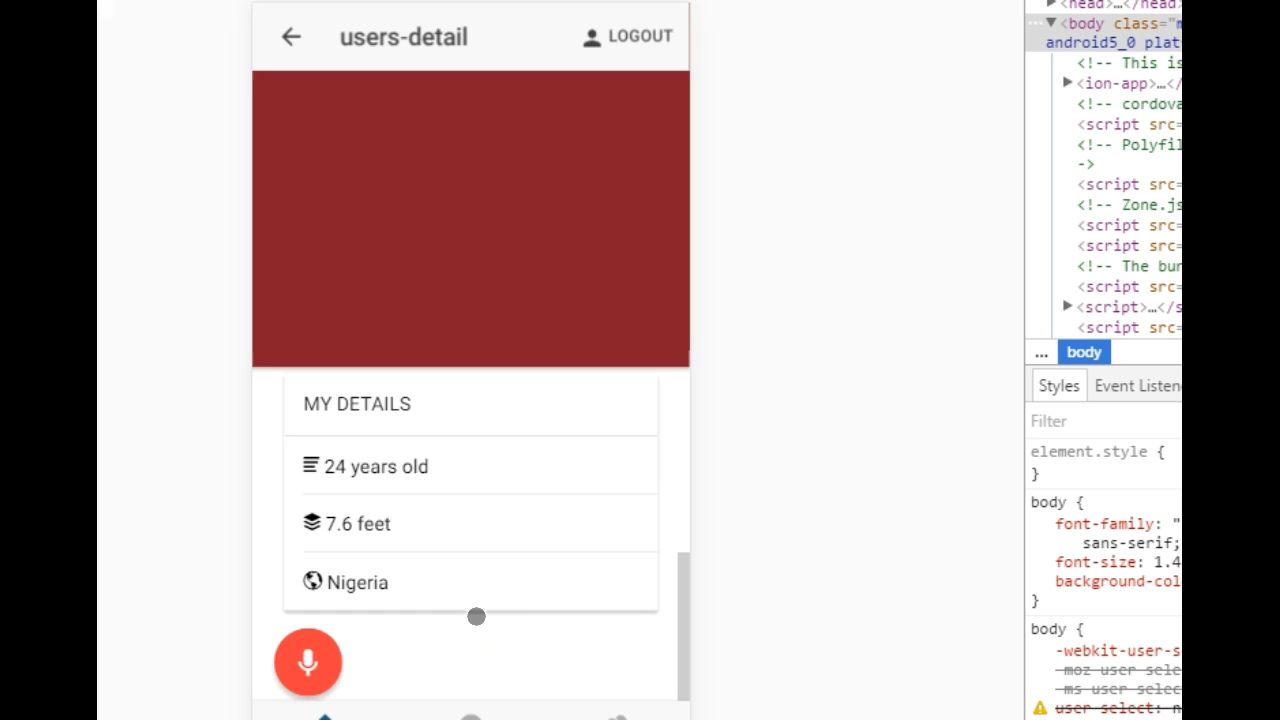 users-detail
LOGOUT
MY DETAILS
24 years old
7.6 feet
Nigeria
<head>…</head>
<body class="m
android5_0 plat
<!-- This is
<ion-app>…</
<!-- cordova
<script src=
<!-- Polyfil
-->
<script src=
<!-- Zone.js
<script src=
<script src=
<!-- The bun
<script src=
<script>…</s
<script src=
... body
Styles Event Listen
Filter
element.style {
}
body {
font-family: "
sans-serif;
font-size: 1.4
background-col
}
body {
-webkit-user-s
-moz-user-sele
-ms-user-selec
user-select: n